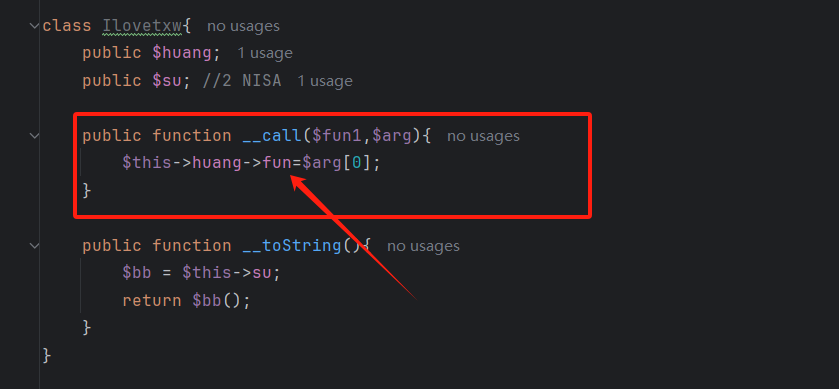 class Ilovetxw{ no usages
public $huang; 1 usage
public $su; //2 NISA 1 usage
public function __call($fun1,$arg){ no usages
$this->huang->fun=$arg[0];
}
public function __toString(){ no usages
$bb = $this->su;
return $bb();
}
}